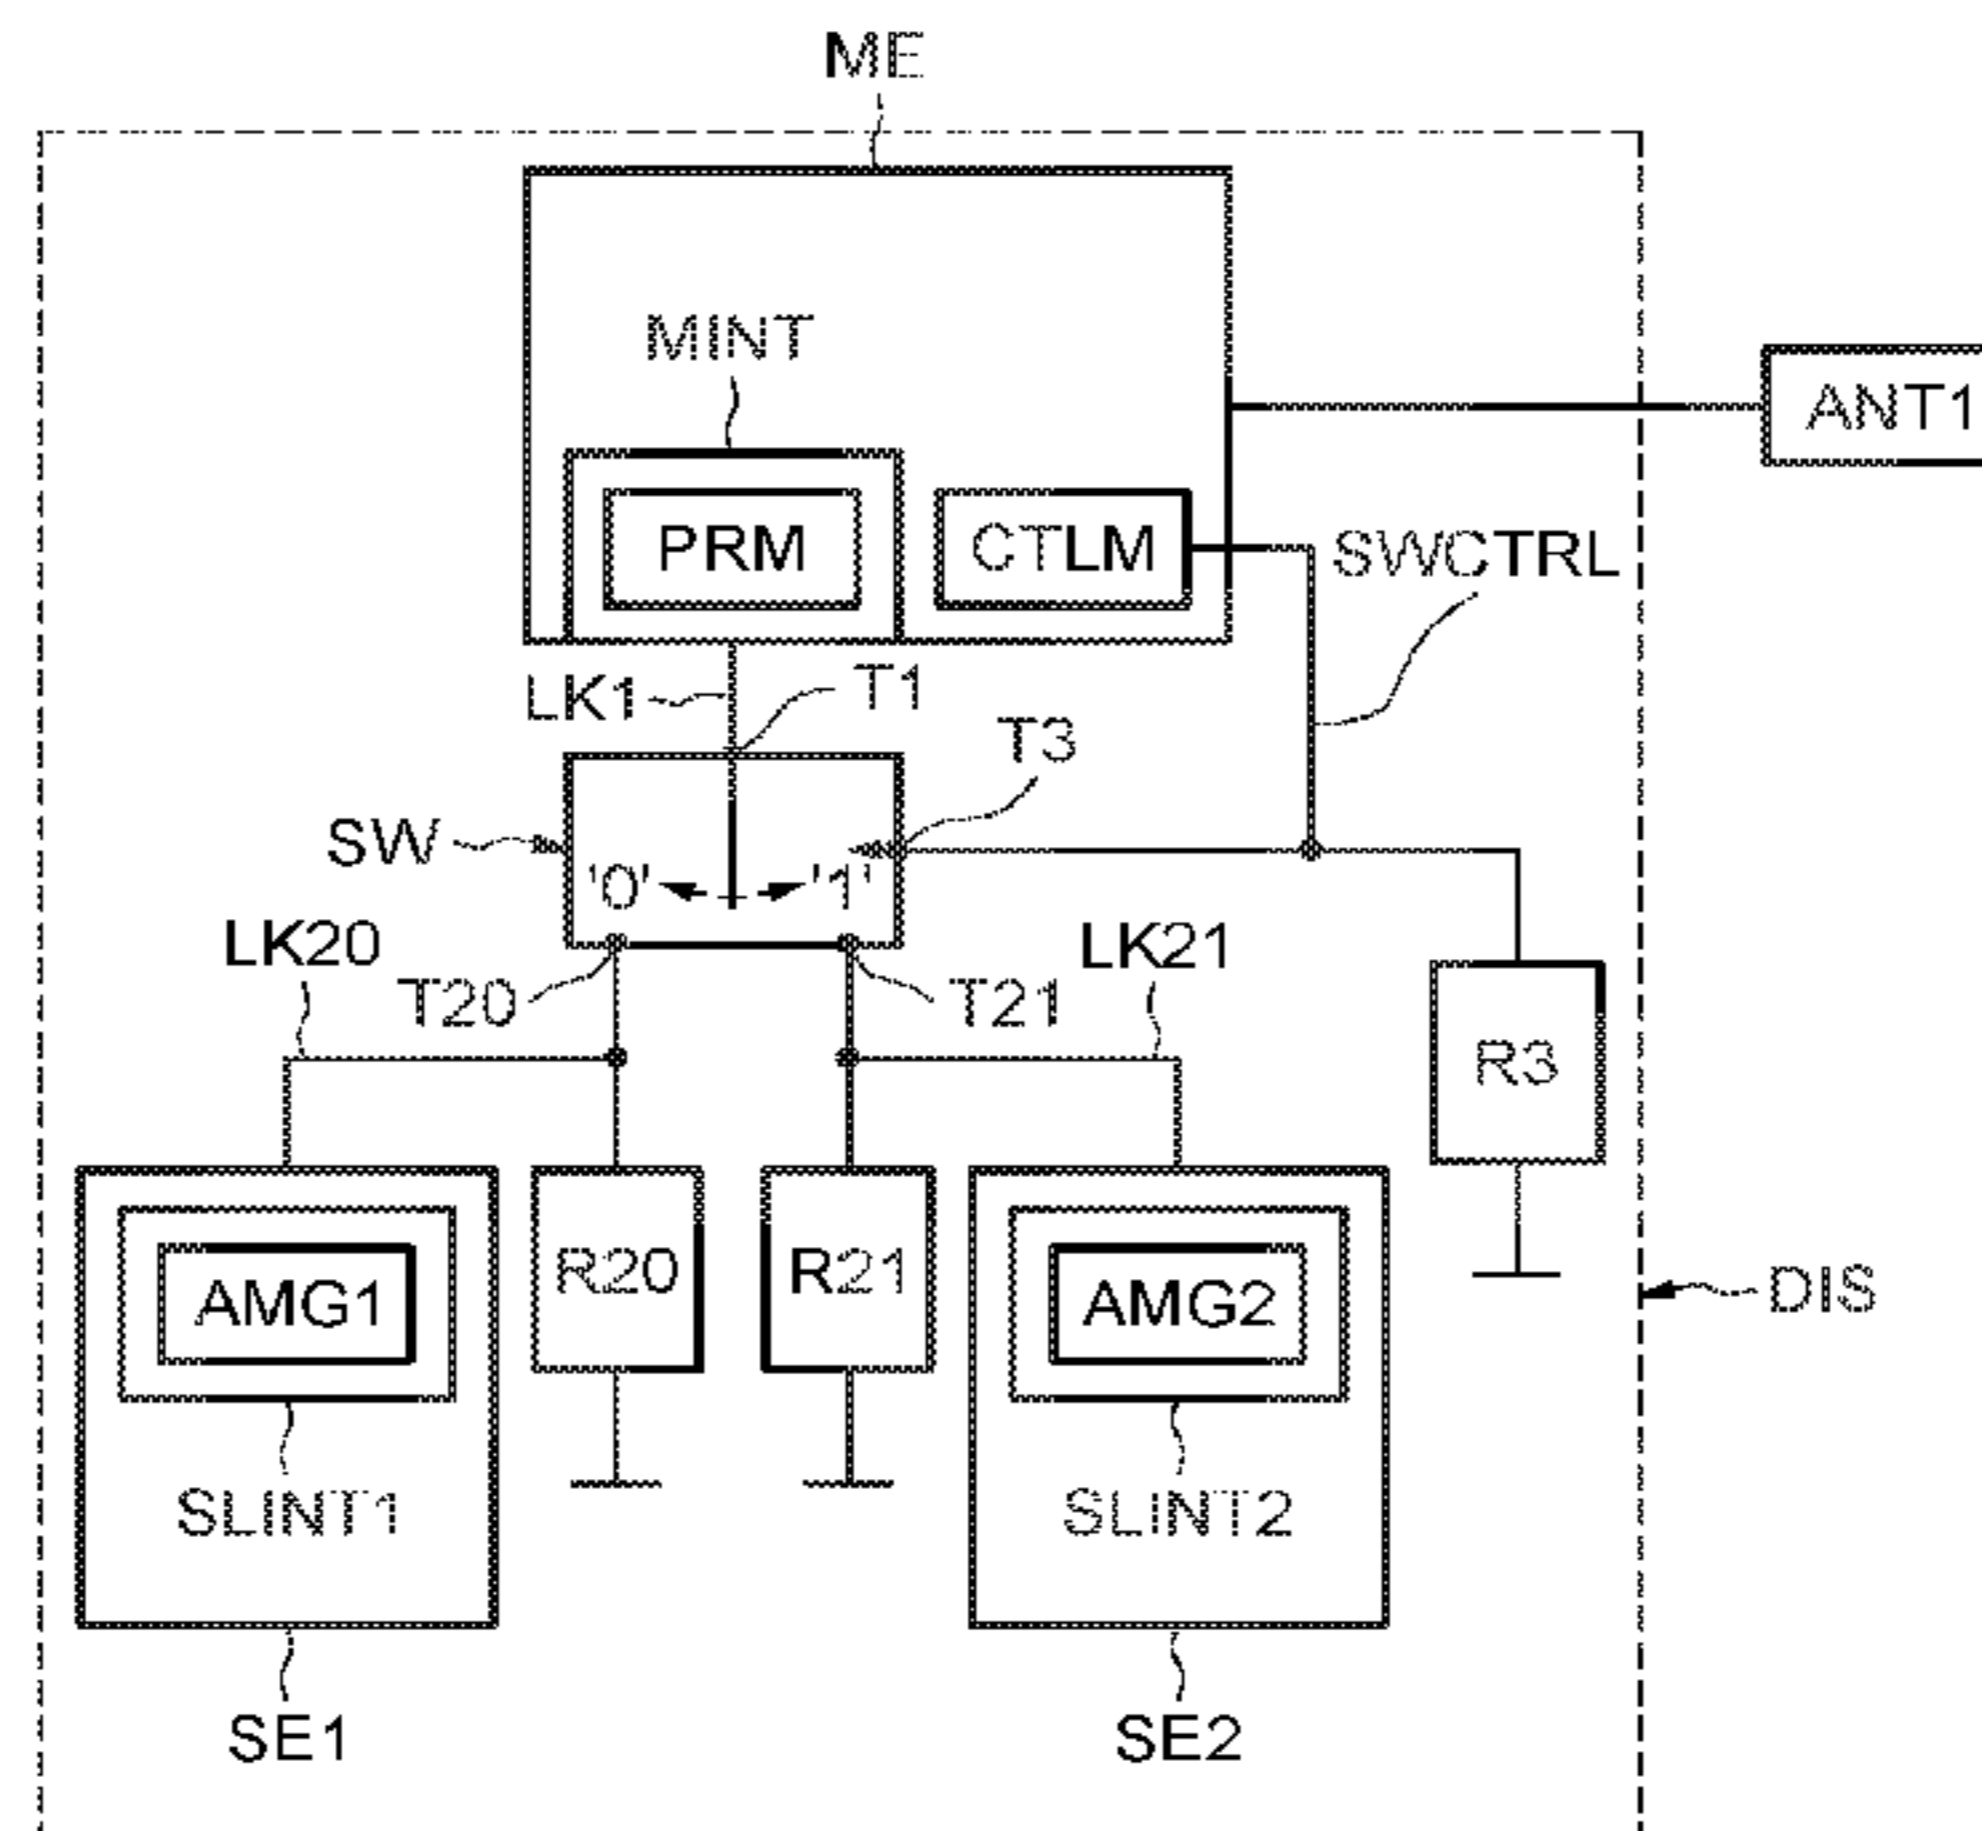 ME
MINT
ANT1
PRM
CTLM
SWCTRL
LK1
T1
T3
SW
'0'
'1'
LK20
LK21
T20
T21
R3
R20
R21
AMG1
AMG2
DIS
SLINT1
SLINT2
SE1
SE2